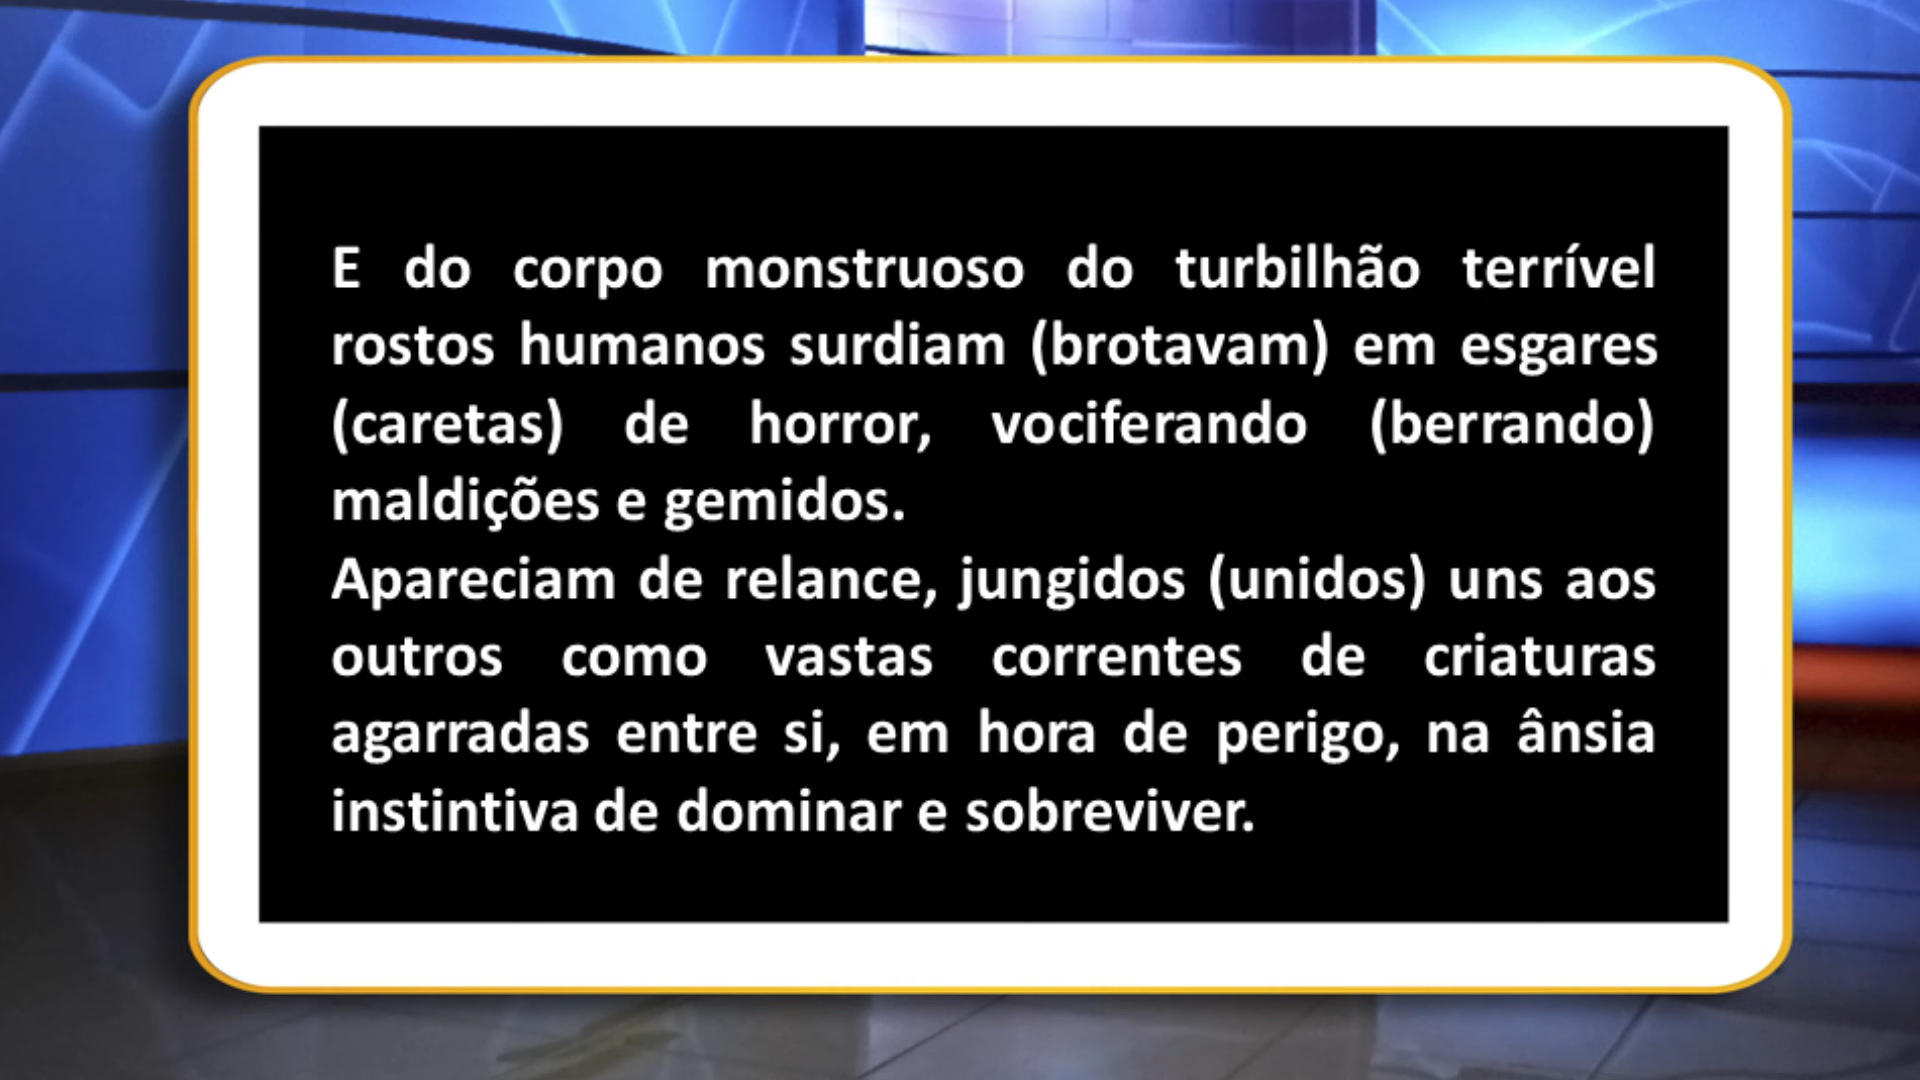 E do corpo monstruoso do turbilhão terrível
rostos humanos surdiam (brotavam) em esgares
(caretas) de horror, vociferando (berrando)
maldições e gemidos.
Apareciam de relance, jungidos (unidos) uns aos
outros como vastas correntes de criaturas
agarradas entre si, em hora de perigo, na ânsia
instintiva de dominar e sobreviver.